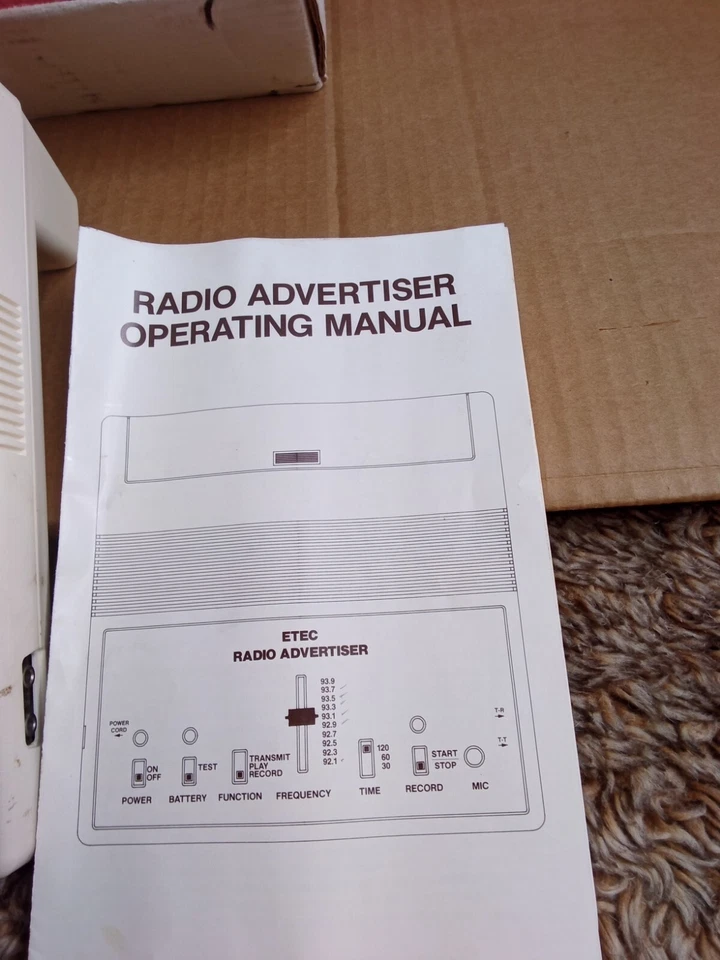 RADIO ADVERTISER
OPERATING MANUAL
ETEC
RADIO ADVERTISER
POWER
CORD
ON
OFF
POWER
TEST
BATTERY
TRANSMIT
PLAY
RECORD
FUNCTION
93.9
93.7
93.5
93.3
93.1
92.9
92.7
92.5
92.3
92.1
FREQUENCY
120
60
30
TIME
START
STOP
RECORD
MIC
T-R
T-T